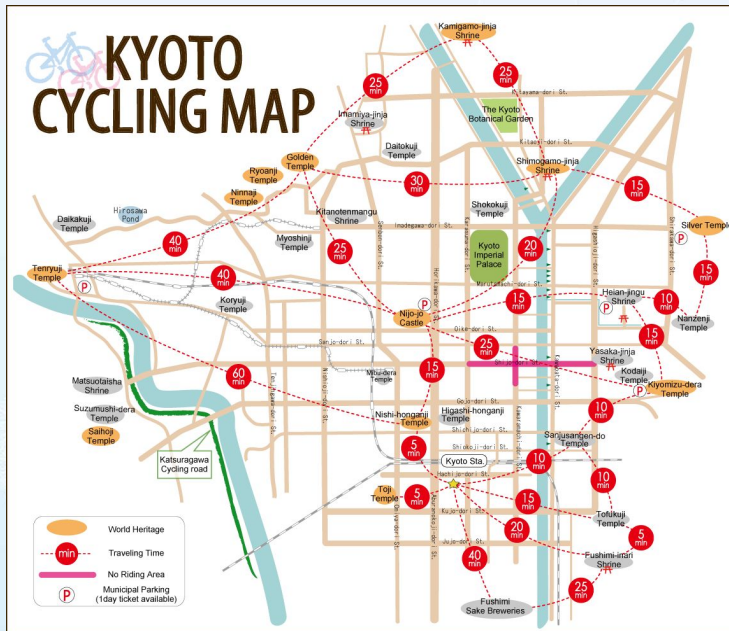 KYOTO
CYCLING MAP
Kamigamo-jinja
Shrine
25
min
25
min
Kitayama-dori St.
The Kyoto
Botanical Garden
Imamiya-jinja
Shrine
Daitokuji
Temple
Kitaoji-dori St.
Golden
Temple
Shimogamo-jinja
Shrine
Ryoanji
Temple
30
min
15
min
Ninnaji
Temple
Shokokuji
Temple
Hirosawa
Pond
Daikakuji
Temple
Kitanotenmangu
Shrine
Imadegawa-dori St.
Silver Temple
P
40
min
Myoshinji
Temple
25
min
Kyoto
Imperial
Palace
20
min
15
min
Tenryuji
Temple
P
40
min
Marutamachi-dori St.
Koryuji
Temple
P
Nijo-jo
Castle
15
min
Heian-jingu
Shrine
P
10
min
Nanzenji
Temple
Oike-dori St.
Sanjo-dori St.
25
min
15
min
Yasaka-jinja
Shrine
Shijo-dori St.
Kodaiji
Temple
Kiyomizu-dera
Temple
P
60
min
Mibu-dera
Temple
15
min
Matsuotaisha
Shrine
Suzumushi-dera
Temple
Saihoji
Temple
Gojo-dori St.
Nishi-honganji
Temple
Higashi-honganji
Temple
10
min
Shichijo-dori St.
Sanjusangen-do
Temple
Shiokoji-dori St.
5
min
Kyoto Sta.
10
min
Katsuragawa
Cycling road
Hachijo-dori St.
Toji
Temple
5
min
15
min
10
min
Kujo-dori St.
Tofukuji
Temple
20
min
5
min
Jujo-dori St.
40
min
Fushimi-inari
Shrine
25
min
Fushimi
Sake Breweries
World Heritage
min
Traveling Time
No Riding Area
P
Municipal Parking
(1day ticket available)